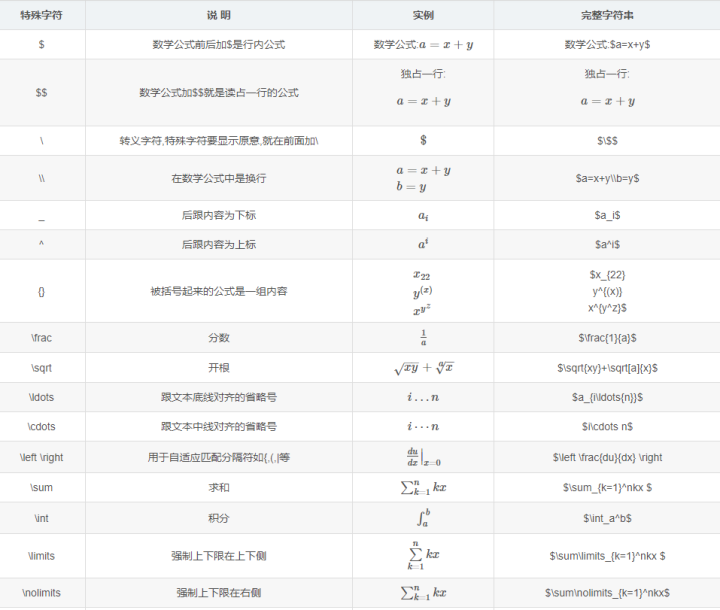 特殊字符 说 明 实例 完整字符串
$ 数学公式前后加$是行内公式 数学公式:a = x + y 数学公式:$a=x+y$
$$ 数学公式加$$就是读占一行的公式 独占一行: 独占一行:
a = x + y a = x + y
\ 转义字符,特殊字符要显示原意,就在前面加\ $ $\$$
\\ 在数学公式中是换行 a = x + y $a=x+y\\b=y$
b = y
_ 后跟内容为下标 a_i $a_i$
^ 后跟内容为上标 a^i $a^i$
{} 被括号起来的公式是一组内容 x_{22} $x_{22}
y^{(x)} y^{(x)}
x^{y^z} x^{y^z}$
\frac 分数 \frac{1}{a} $\frac{1}{a}$
\sqrt 开根 \sqrt{xy} + \sqrt[a]{x} $\sqrt{xy}+\sqrt[a]{x}$
\ldots 跟文本底线对齐的省略号 i … n $a_{i\ldots{n}}$
\cdots 跟文本中线对齐的省略号 i ⋯ n $i\cdots n$
\left \right 用于自适应匹配分隔符如{,(,|等 \frac{du}{dx} |_{x=0} $\left \frac{du}{dx} \right
\sum 求和 ∑_{k=1}^n kx $\sum_{k=1}^nkx $
\int 积分 ∫_a^b $\int_a^b$
\limits 强制上下限在上下侧 ∑_{k=1}^n kx $\sum\limits_{k=1}^nkx $
\nolimits 强制上下限在右侧 ∑_{k=1}^n kx $\sum\nolimits_{k=1}^nkx$